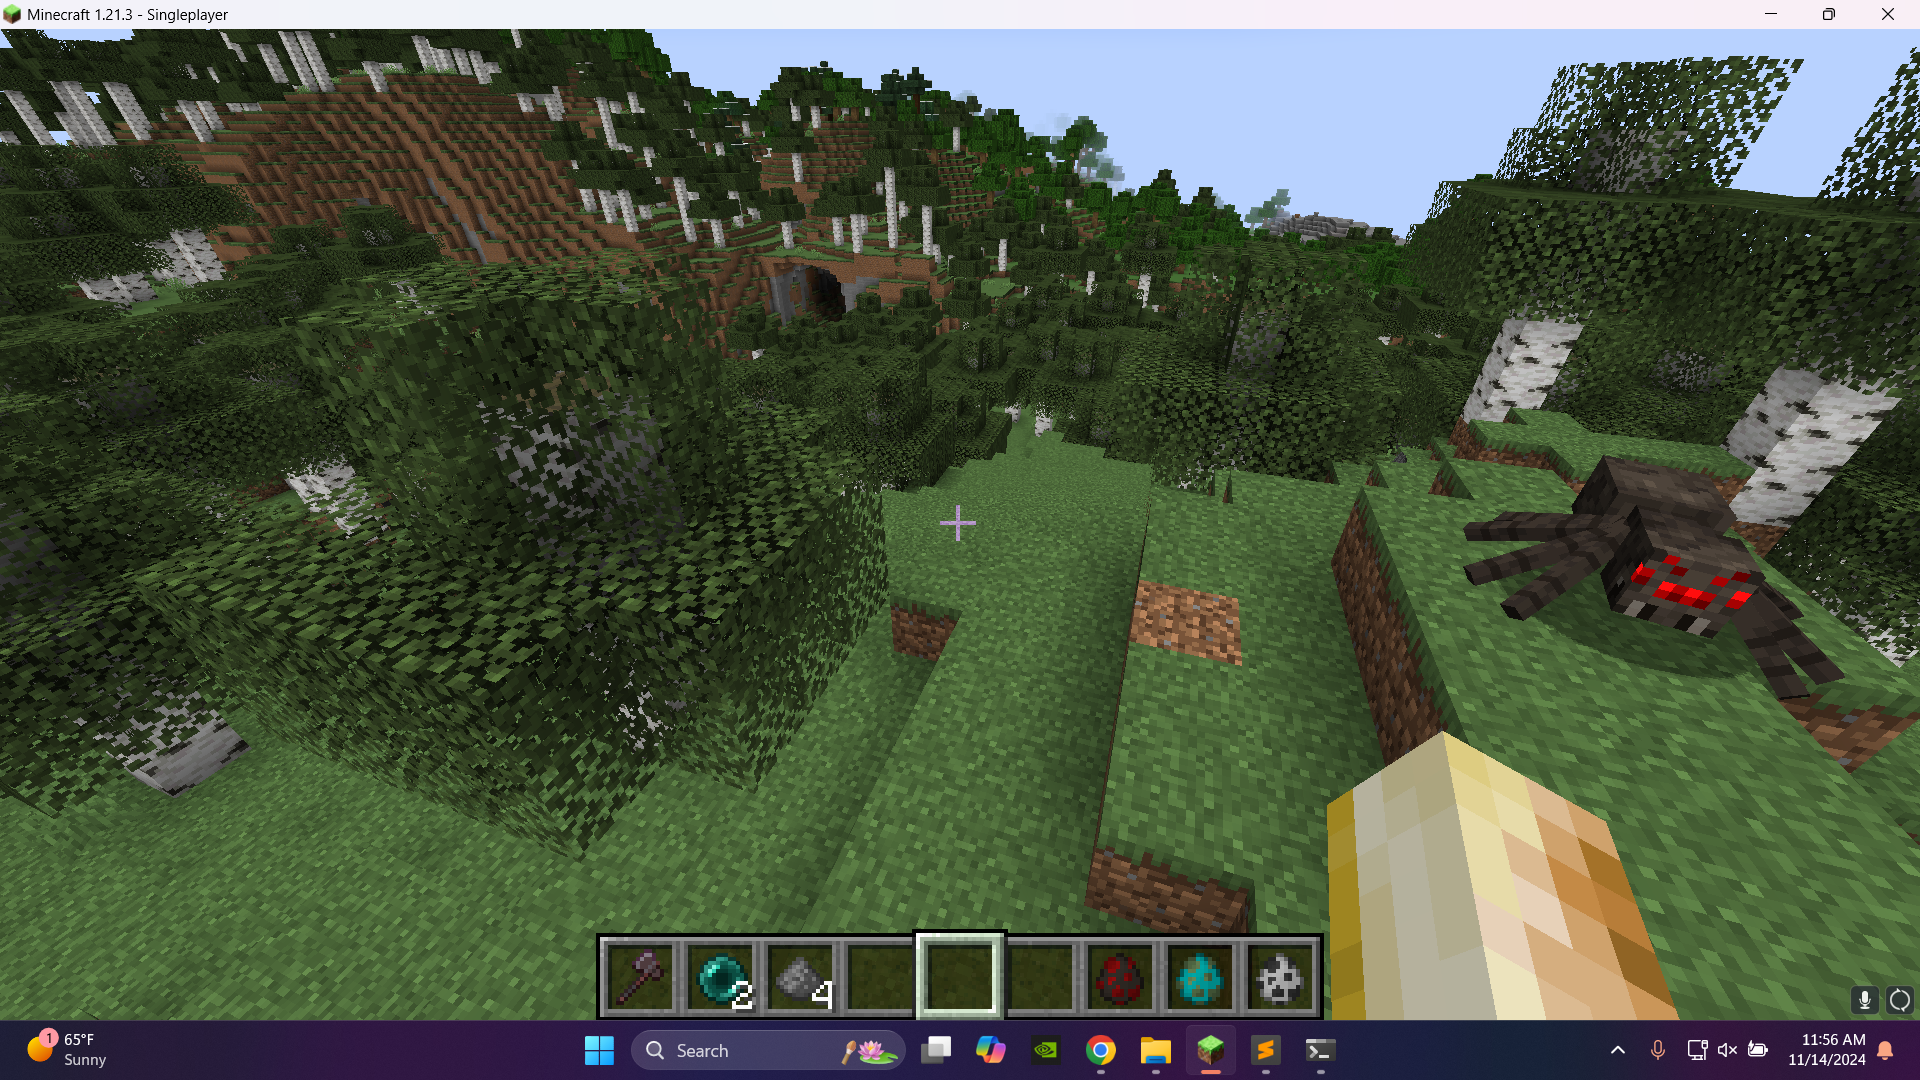 Minecraft 1.21.3 - Singleplayer
2
4
1
65°F
Sunny
Search
11:56 AM
11/14/2024